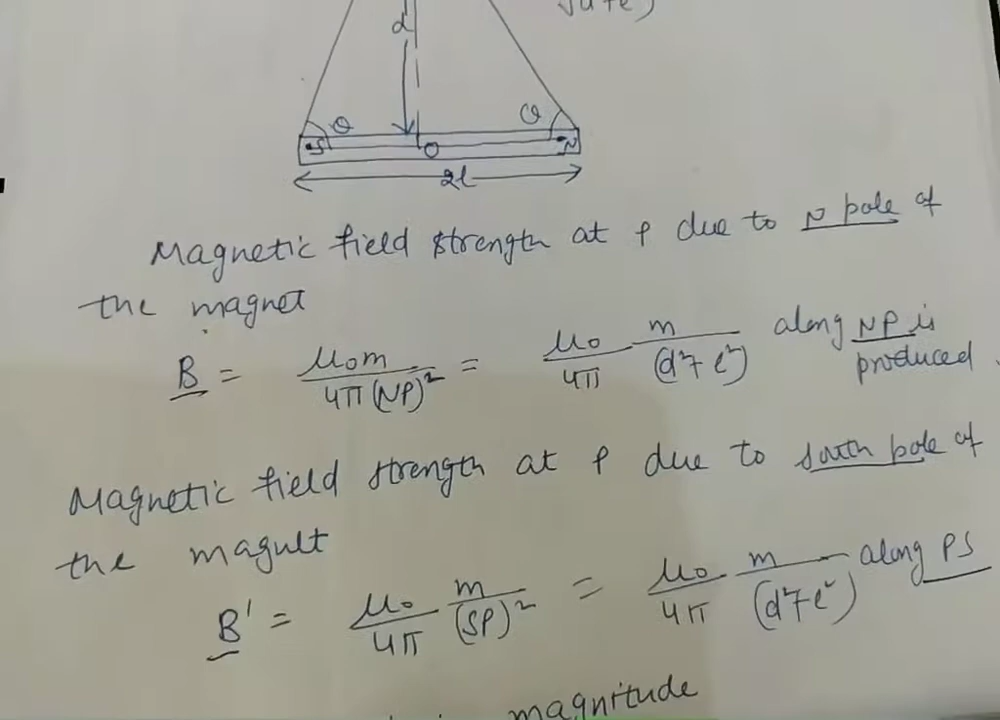 d
θ
θ
S
O
N
2l
Magnetic field strength at P due to N pole of
the magnet
B = μ₀m / 4π(NP)² = μ₀ / 4π m / (d²+l²) along NP is
produced.
Magnetic field strength at P due to south pole of
the magnet
B' = μ₀ / 4π m / (SP)² = μ₀ / 4π m / (d²+l²) along PS
magnitude